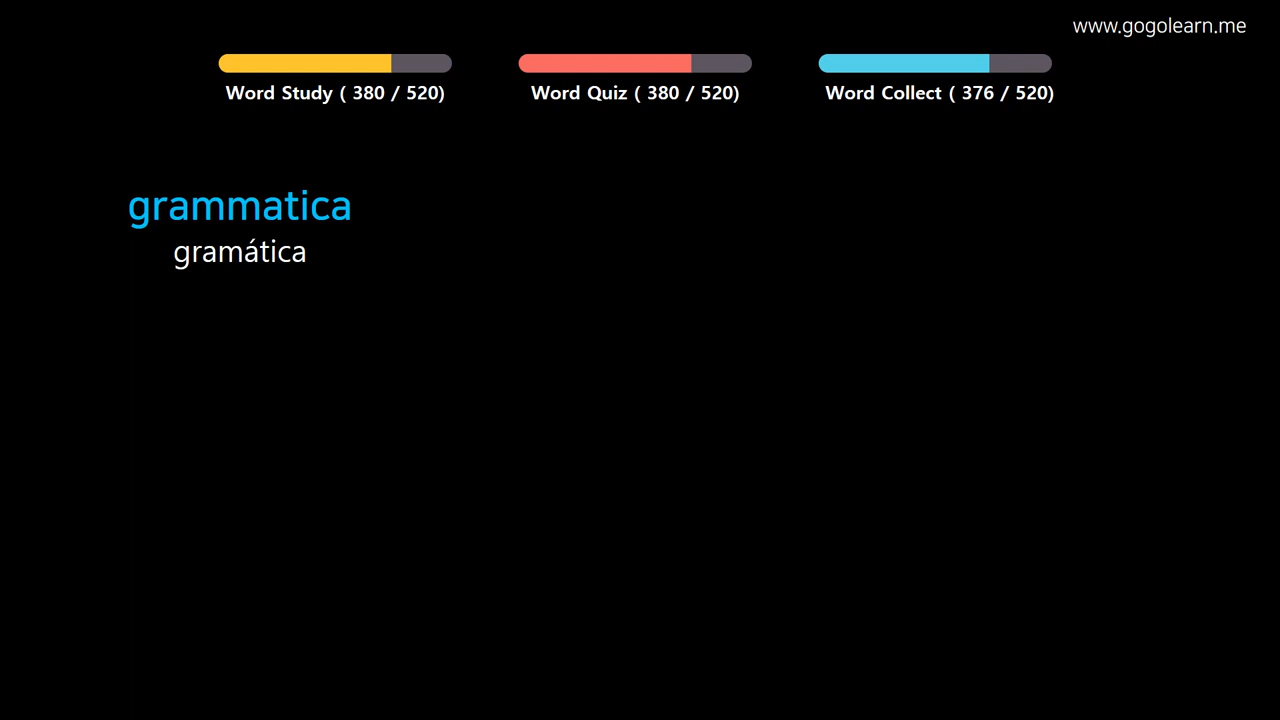 www.gogolearn.me
Word Study ( 380 / 520)
Word Quiz ( 380 / 520)
Word Collect ( 376 / 520)
grammatica
gramática